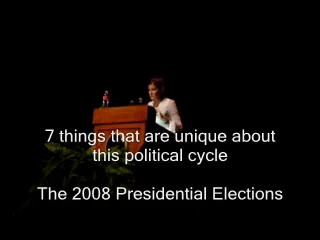 7 things that are unique about
this political cycle
The 2008 Presidential Elections